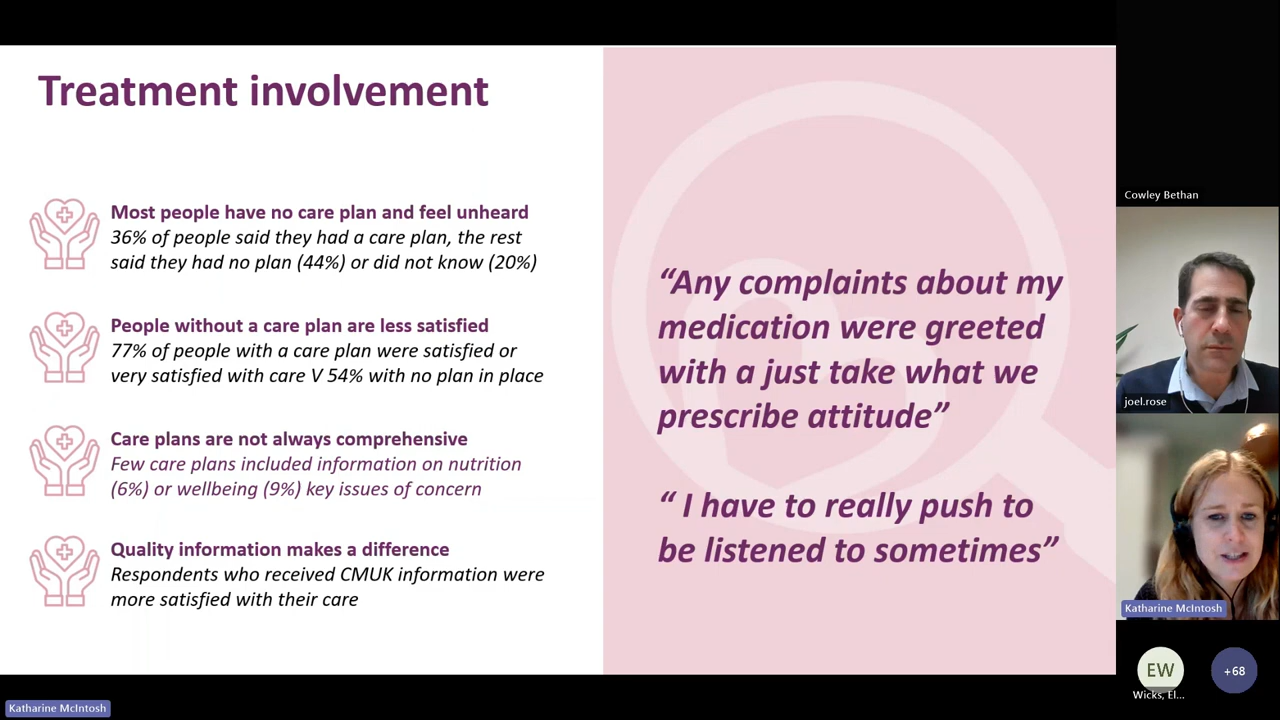 Treatment involvement
Most people have no care plan and feel unheard
36% of people said they had a care plan, the rest
said they had no plan (44%) or did not know (20%)
People without a care plan are less satisfied
77% of people with a care plan were satisfied or
very satisfied with care V 54% with no plan in place
Care plans are not always comprehensive
Few care plans included information on nutrition
(6%) or wellbeing (9%) key issues of concern
Quality information makes a difference
Respondents who received CMUK information were
more satisfied with their care
“Any complaints about my
medication were greeted
with a just take what we
prescribe attitude”
“ I have to really push to
be listened to sometimes”
Cowley Bethan
joel.rose
Katharine McIntosh
EW
Wicks, El...
+68
Katharine McIntosh